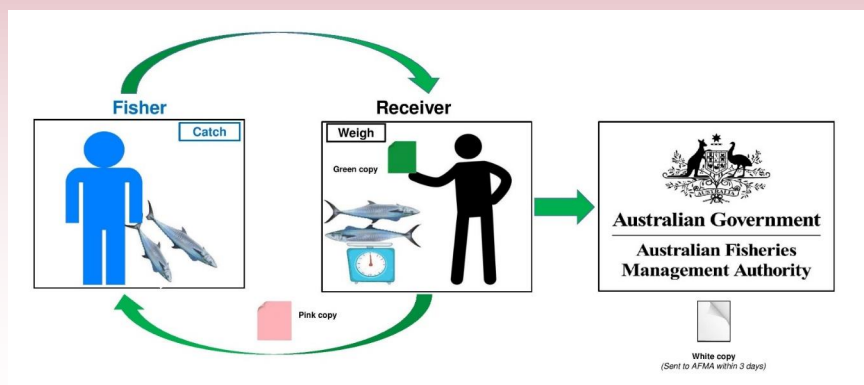 Fisher
Catch
Receiver
Weigh
Green copy
AUSTRALIA
Australian Government
Australian Fisheries
Management Authority
Pink copy
White copy
(Sent to AFMA within 3 days)